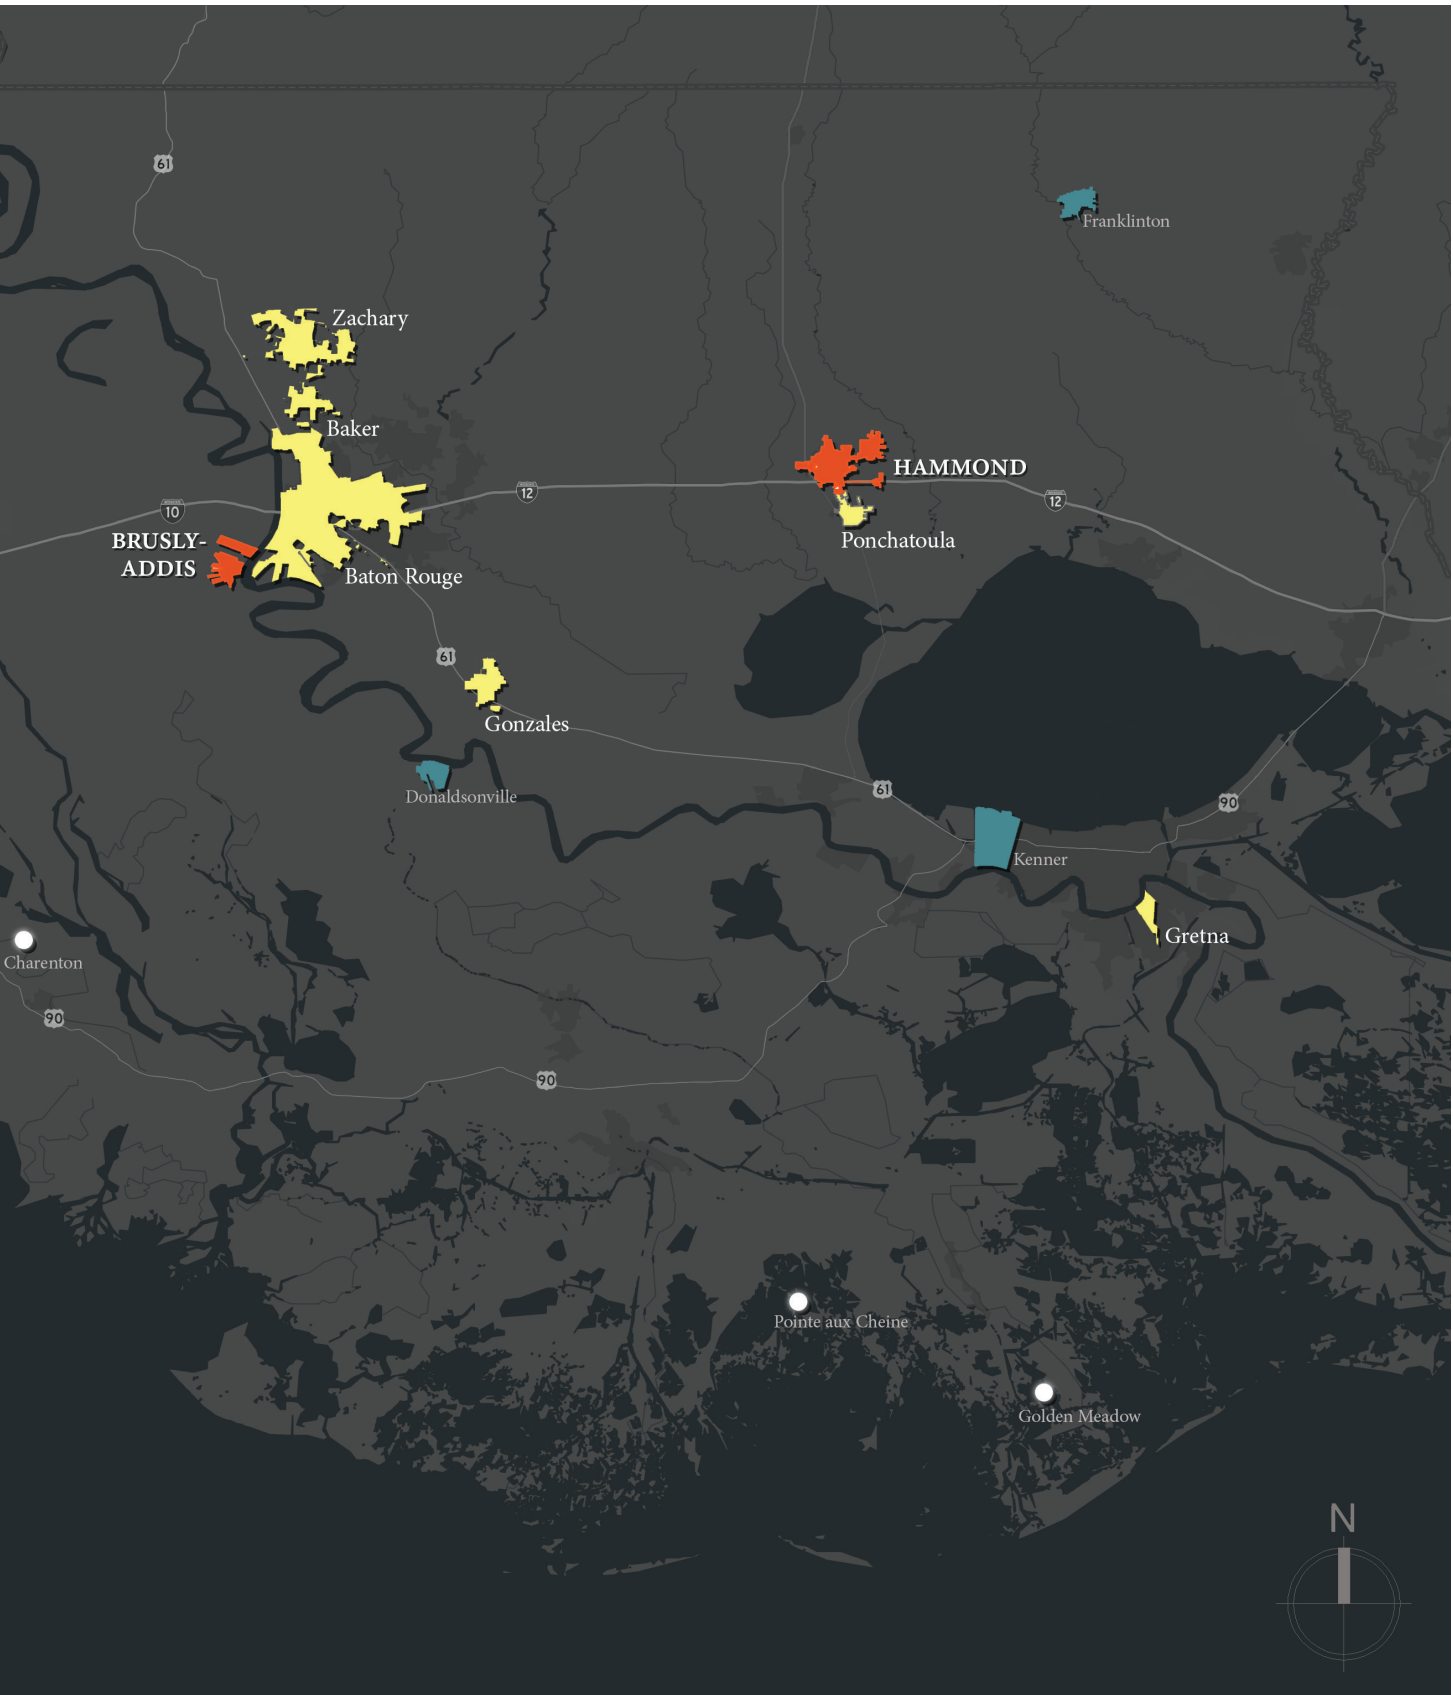 61
Franklinton
Zachary
Baker
HAMMOND
12
12
10
BRUSLY-
ADDIS
Ponchatoula
Baton Rouge
61
Gonzales
Donaldsonville
61
90
Kenner
Gretna
Charenton
90
90
Pointe aux Cheine
Golden Meadow
N